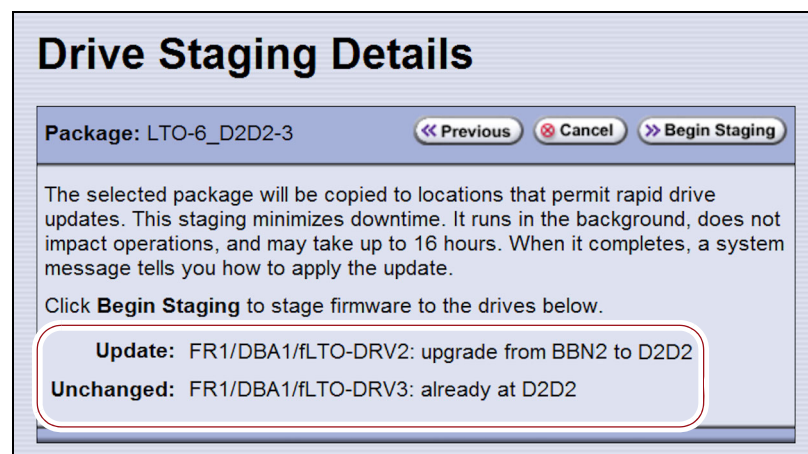 Drive Staging Details
Package: LTO-6_D2D2-3 Previous Cancel Begin Staging
The selected package will be copied to locations that permit rapid drive
updates. This staging minimizes downtime. It runs in the background, does not
impact operations, and may take up to 16 hours. When it completes, a system
message tells you how to apply the update.
Click Begin Staging to stage firmware to the drives below.
Update: FR1/DBA1/fLTO-DRV2: upgrade from BBN2 to D2D2
Unchanged: FR1/DBA1/fLTO-DRV3: already at D2D2